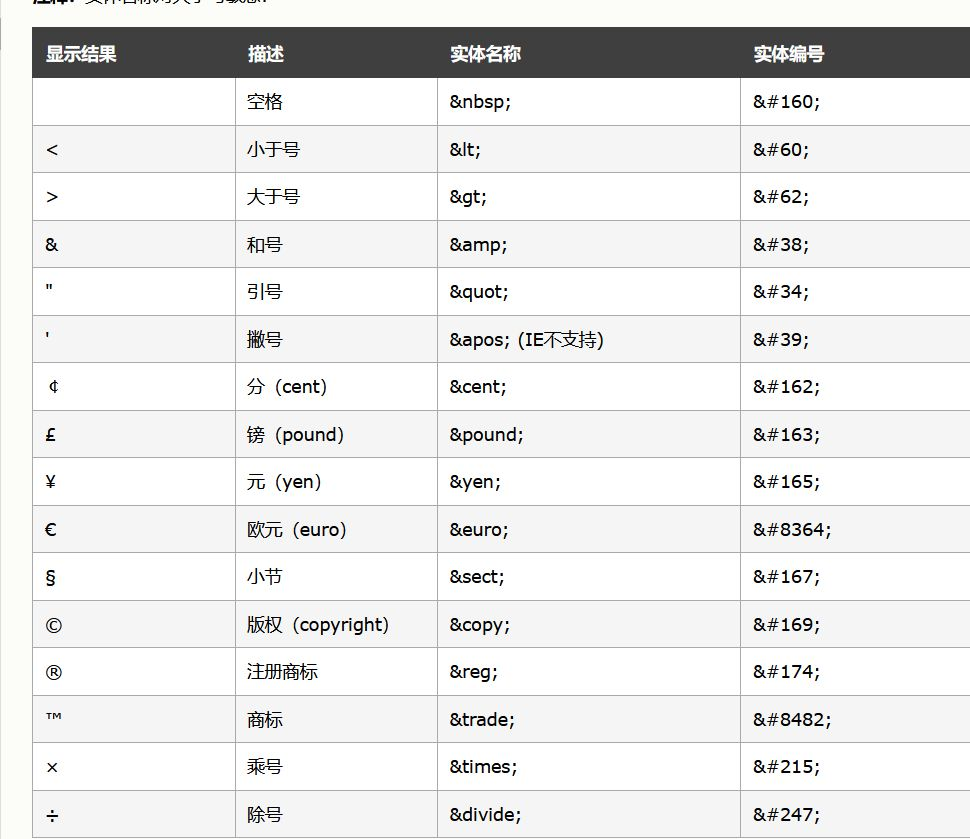 显示结果 描述 实体名称 实体编号
空格 &nbsp; &#160;
< 小于号 &lt; &#60;
> 大于号 &gt; &#62;
& 和号 &amp; &#38;
" 引号 &quot; &#34;
' 撇号 &apos; (IE不支持) &#39;
￠ 分（cent） &cent; &#162;
£ 镑（pound） &pound; &#163;
¥ 元（yen） &yen; &#165;
€ 欧元（euro） &euro; &#8364;
§ 小节 &sect; &#167;
© 版权（copyright） &copy; &#169;
® 注册商标 &reg; &#174;
™ 商标 &trade; &#8482;
× 乘号 &times; &#215;
÷ 除号 &divide; &#247;